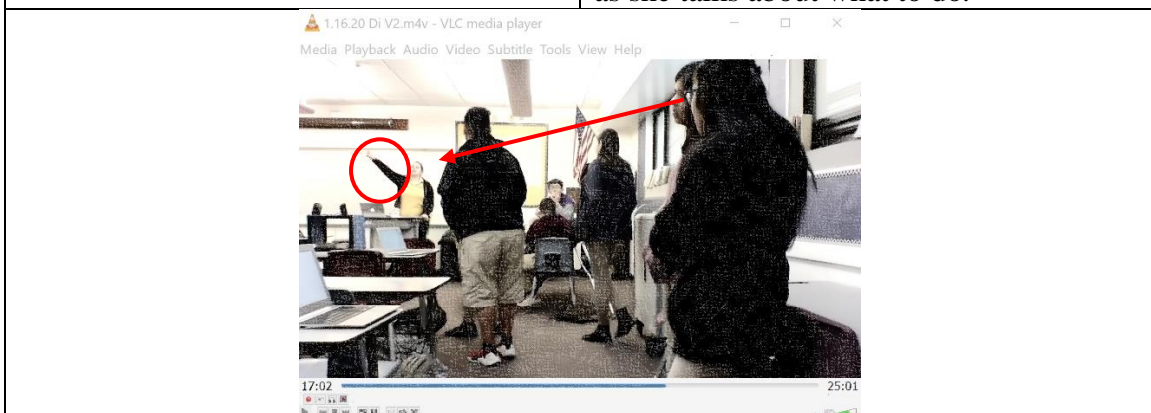 as she talks about what to do.
1.16.20 Di V2.m4v - VLC media player
Media Playback Audio Video Subtitle Tools View Help
17:02 25:01